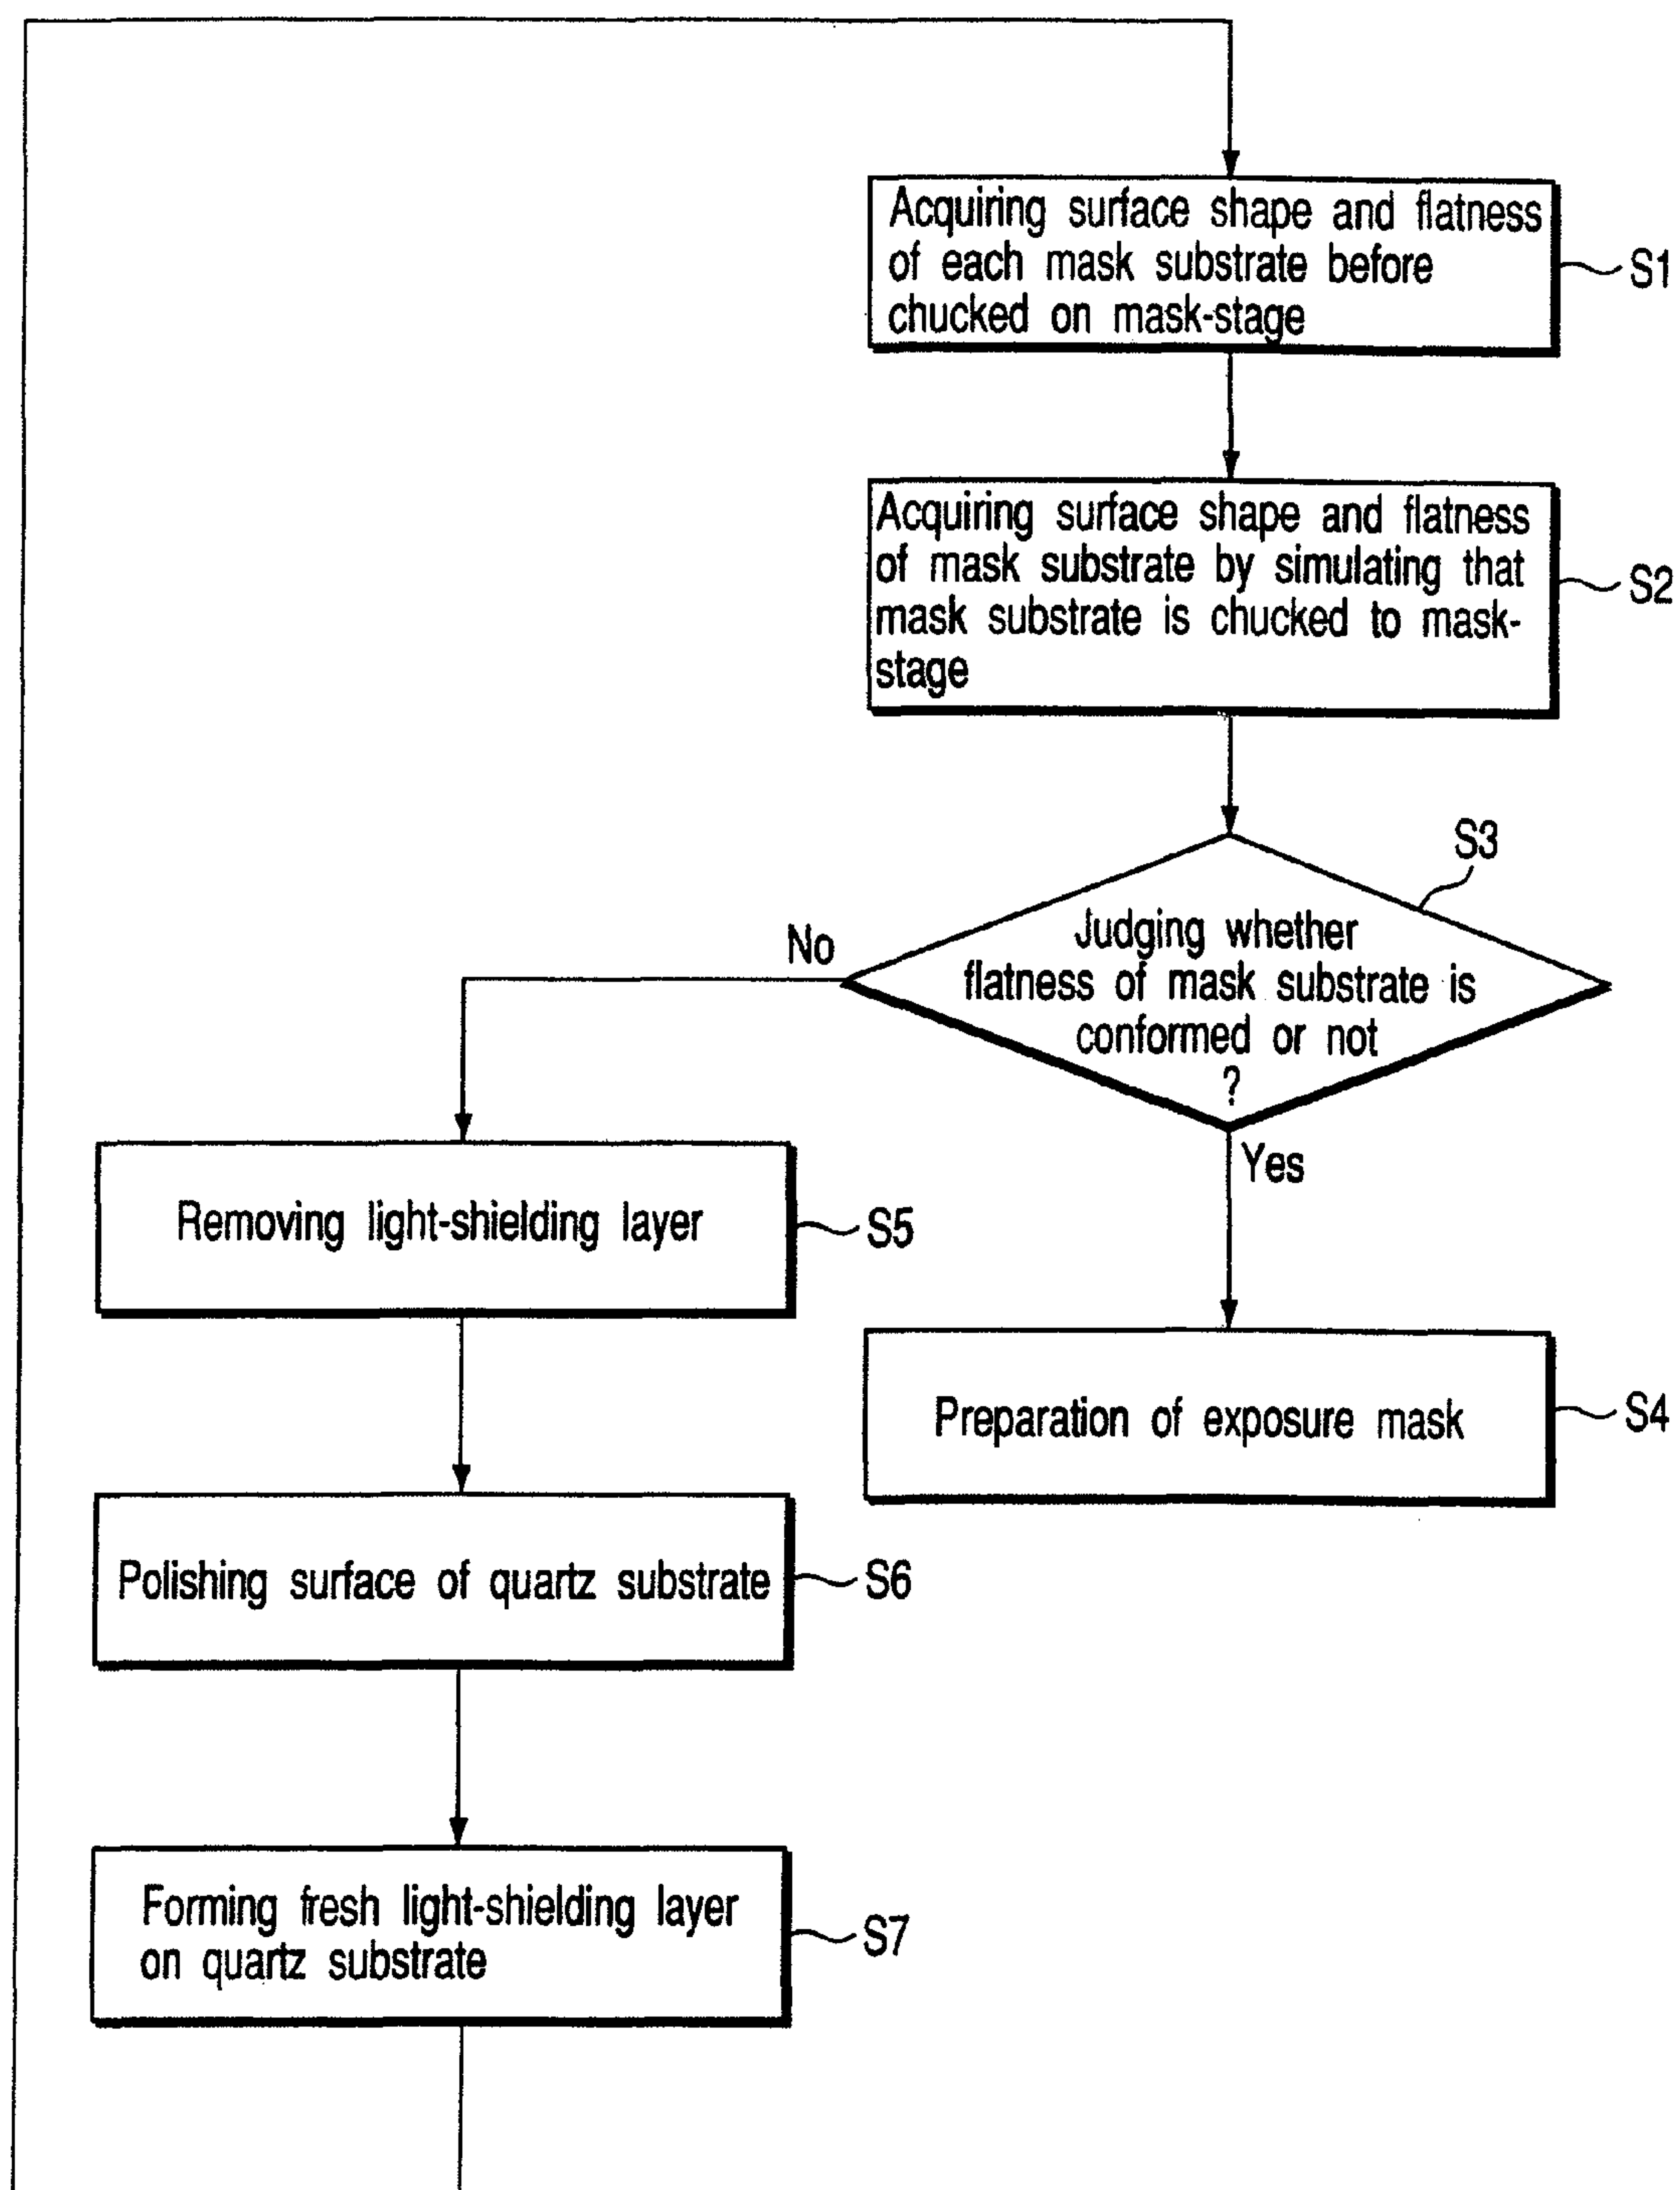 Acquiring surface shape and flatness
of each mask substrate before
chucked on mask-stage
S1
Acquiring surface shape and flatness
of mask substrate by simulating that
mask substrate is chucked to mask-
stage
S2
S3
Judging whether
flatness of mask substrate is
conformed or not
?
No
Yes
Removing light-shielding layer
S5
Preparation of exposure mask
S4
Polishing surface of quartz substrate
S6
Forming fresh light-shielding layer
on quartz substrate
S7